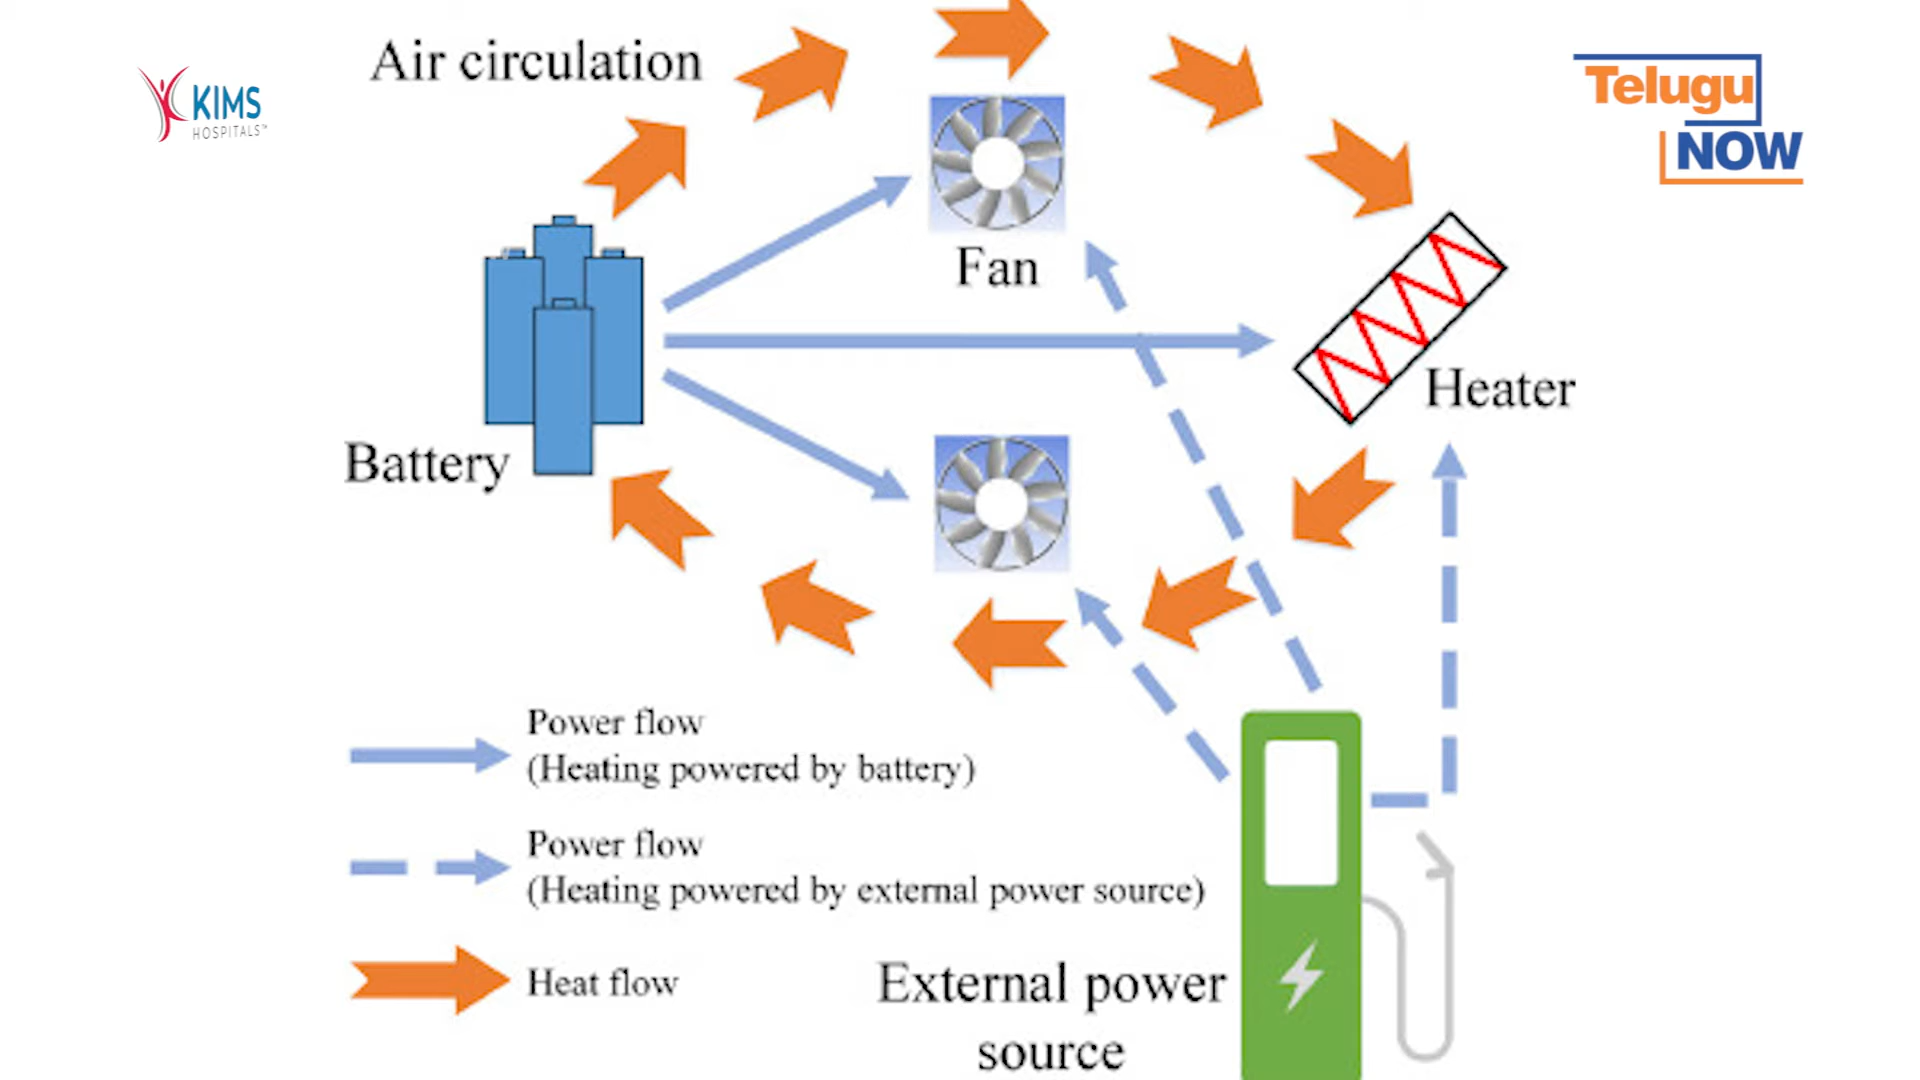 Air circulation
KIMS
HOSPITALS™
Telugu
NOW
Fan
Heater
Battery
Power flow
(Heating powered by battery)
Power flow
(Heating powered by external power source)
Heat flow
External power
source